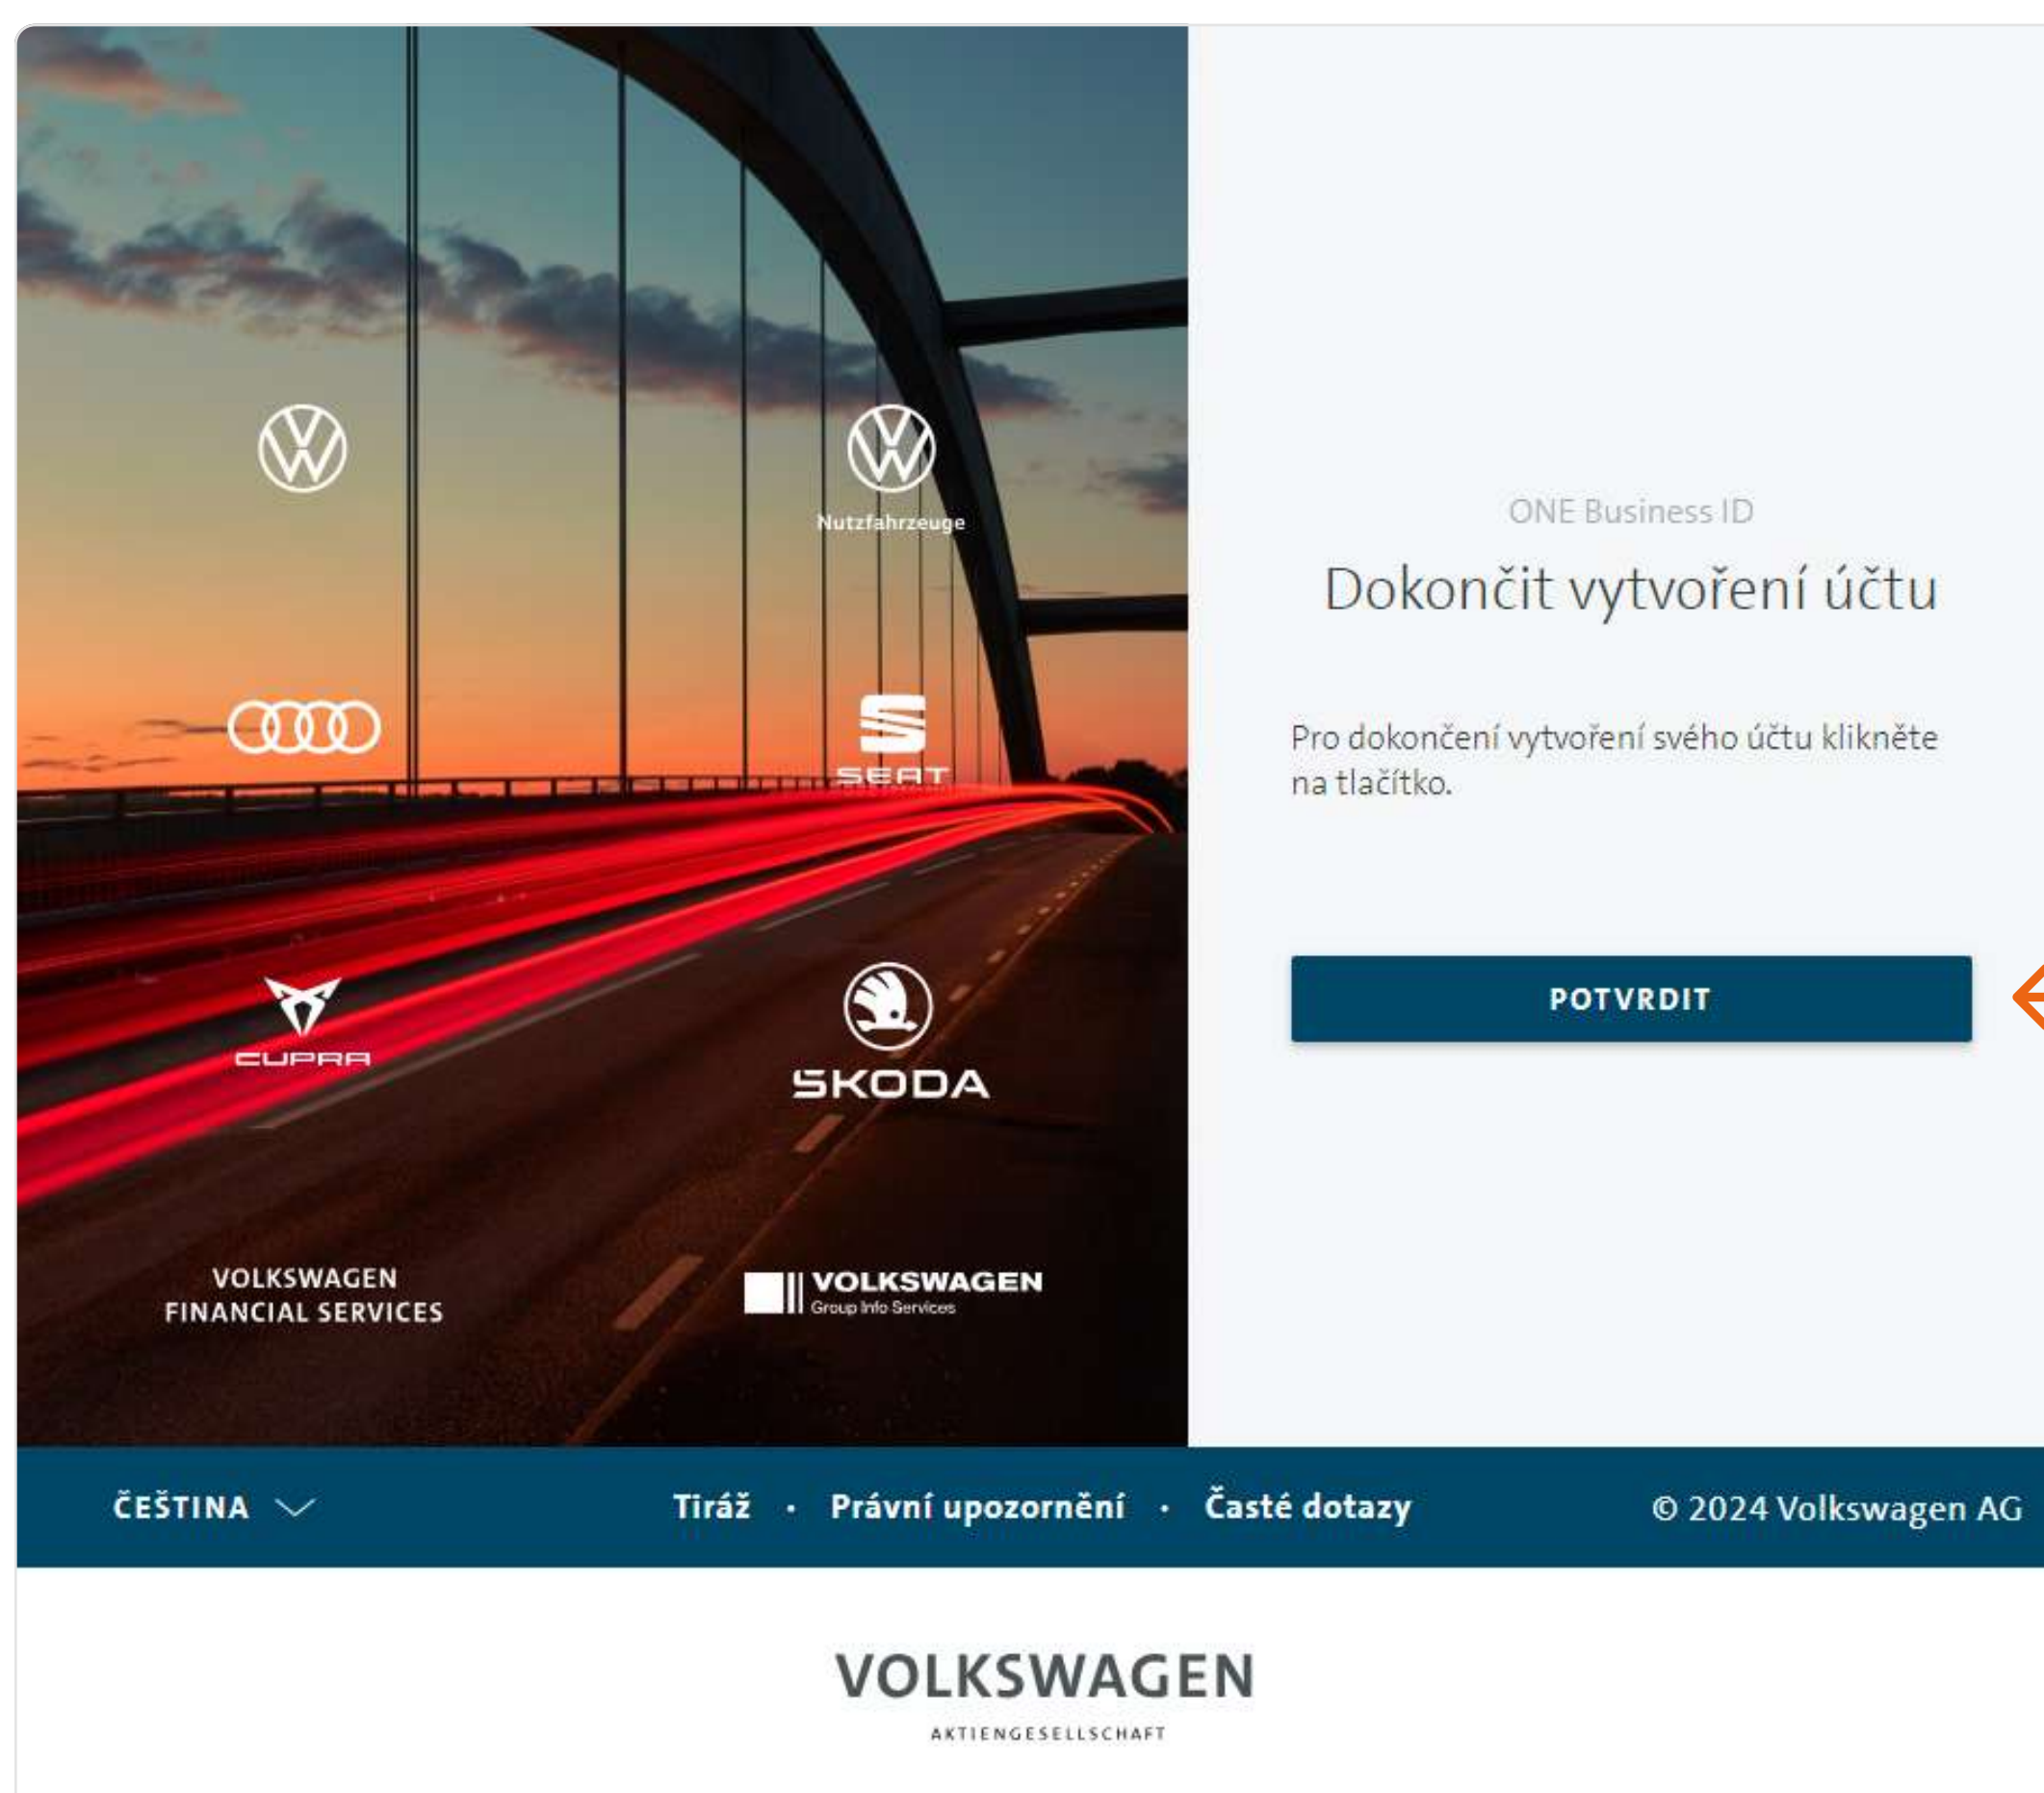 Nutzfahrzeuge
SEAT
CUPRA
SKODA
VOLKSWAGEN
FINANCIAL SERVICES
VOLKSWAGEN
Group Info Services
ONE Business ID
Dokončit vytvoření účtu
Pro dokončení vytvoření svého účtu klikněte
na tlačítko.
POTVRDIT
ČEŠTINA
Tiráž · Právní upozornění · Časté dotazy
© 2024 Volkswagen AG
VOLKSWAGEN
AKTIENGESELLSCHAFT